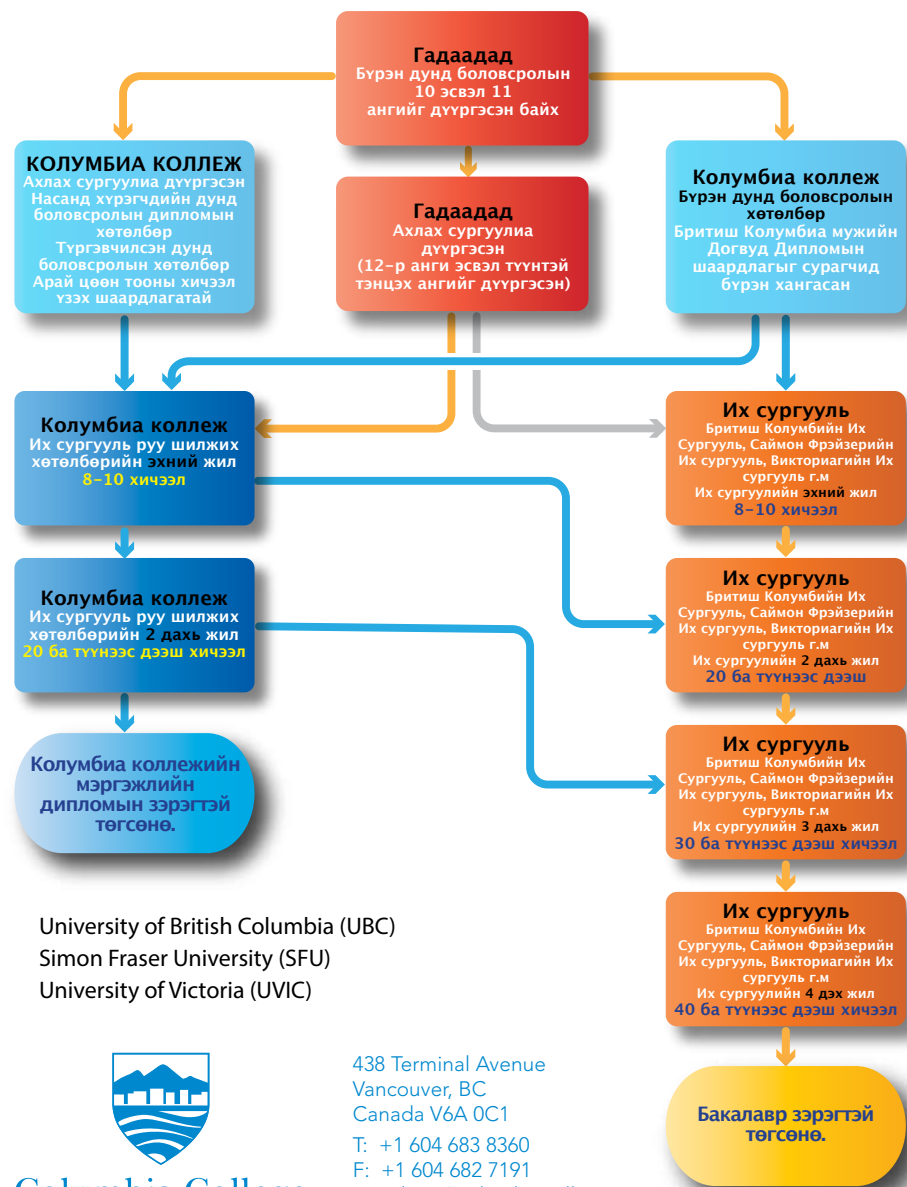 Гадаадад
Бүрэн дунд боловсролын
10 эсвэл 11
ангийг дүүргэсэн байх
КОЛУМБИА КОЛЛЕЖ
Ахлах сургуулиа дүүргэсэн
Насанд хүрэгчдийн дунд
боловсролын дипломын
хөтөлбөр
Түргэвчилсэн дунд
боловсролын хөтөлбөр
Арай цөөн тооны хичээл
үзэх шаардлагатай
Гадаадад
Ахлах сургуулиа
дүүргэсэн
(12-р анги эсвэл түүнтэй
тэнцэх ангийг дүүргэсэн)
Колумбиа коллеж
Бүрэн дунд боловсролын
хөтөлбөр
Бритиш Колумбиа мужийн
Догвуд Дипломын
шаардлагыг сурагчид
бүрэн хангасан
Колумбиа коллеж
Их сургууль руу шилжих
хөтөлбөрийн эхний жил
8-10 хичээл
Их сургууль
Бритиш Колумбийн Их
Сургууль, Саймон Фрэйзерийн
Их сургууль, Викториагийн Их
сургууль г.м
Их сургуулийн эхний жил
8-10 хичээл
Колумбиа коллеж
Их сургууль руу шилжих
хөтөлбөрийн 2 дахь жил
20 ба түүнээс дээш хичээл
Их сургууль
Бритиш Колумбийн Их
Сургууль, Саймон Фрэйзерийн
Их сургууль, Викториагийн Их
сургууль г.м
Их сургуулийн 2 дахь жил
20 ба түүнээс дээш
Колумбиа коллежийн
мэргэжлийн
дипломын зэрэгтэй
төгсөнө.
Их сургууль
Бритиш Колумбийн Их
Сургууль, Саймон Фрэйзерийн
Их сургууль, Викториагийн Их
сургууль г.м
Их сургуулийн 3 дахь жил
30 ба түүнээс дээш хичээл
Их сургууль
Бритиш Колумбийн Их
Сургууль, Саймон Фрэйзерийн
Их сургууль, Викториагийн Их
сургууль г.м
Их сургуулийн 4 дэх жил
40 ба түүнээс дээш хичээл
Бакалавр зэрэгтэй
төгсөнө.
University of British Columbia (UBC)
Simon Fraser University (SFU)
University of Victoria (UVIC)
438 Terminal Avenue
Vancouver, BC
Canada V6A 0C1
T: +1 604 683 8360
F: +1 604 682 7191
Columbia College